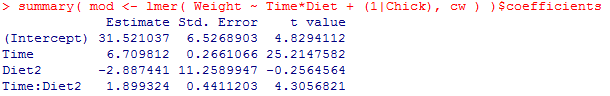 > summary( mod <- lmer( Weight ~ Time*Diet + (1|Chick), cw ) )$coefficients
Estimate Std. Error t value
(Intercept) 31.521037 6.5268903 4.8294112
Time 6.709812 0.2661066 25.2147582
Diet2 -2.887441 11.2589947 -0.2564564
Time:Diet2 1.899324 0.4411203 4.3056821